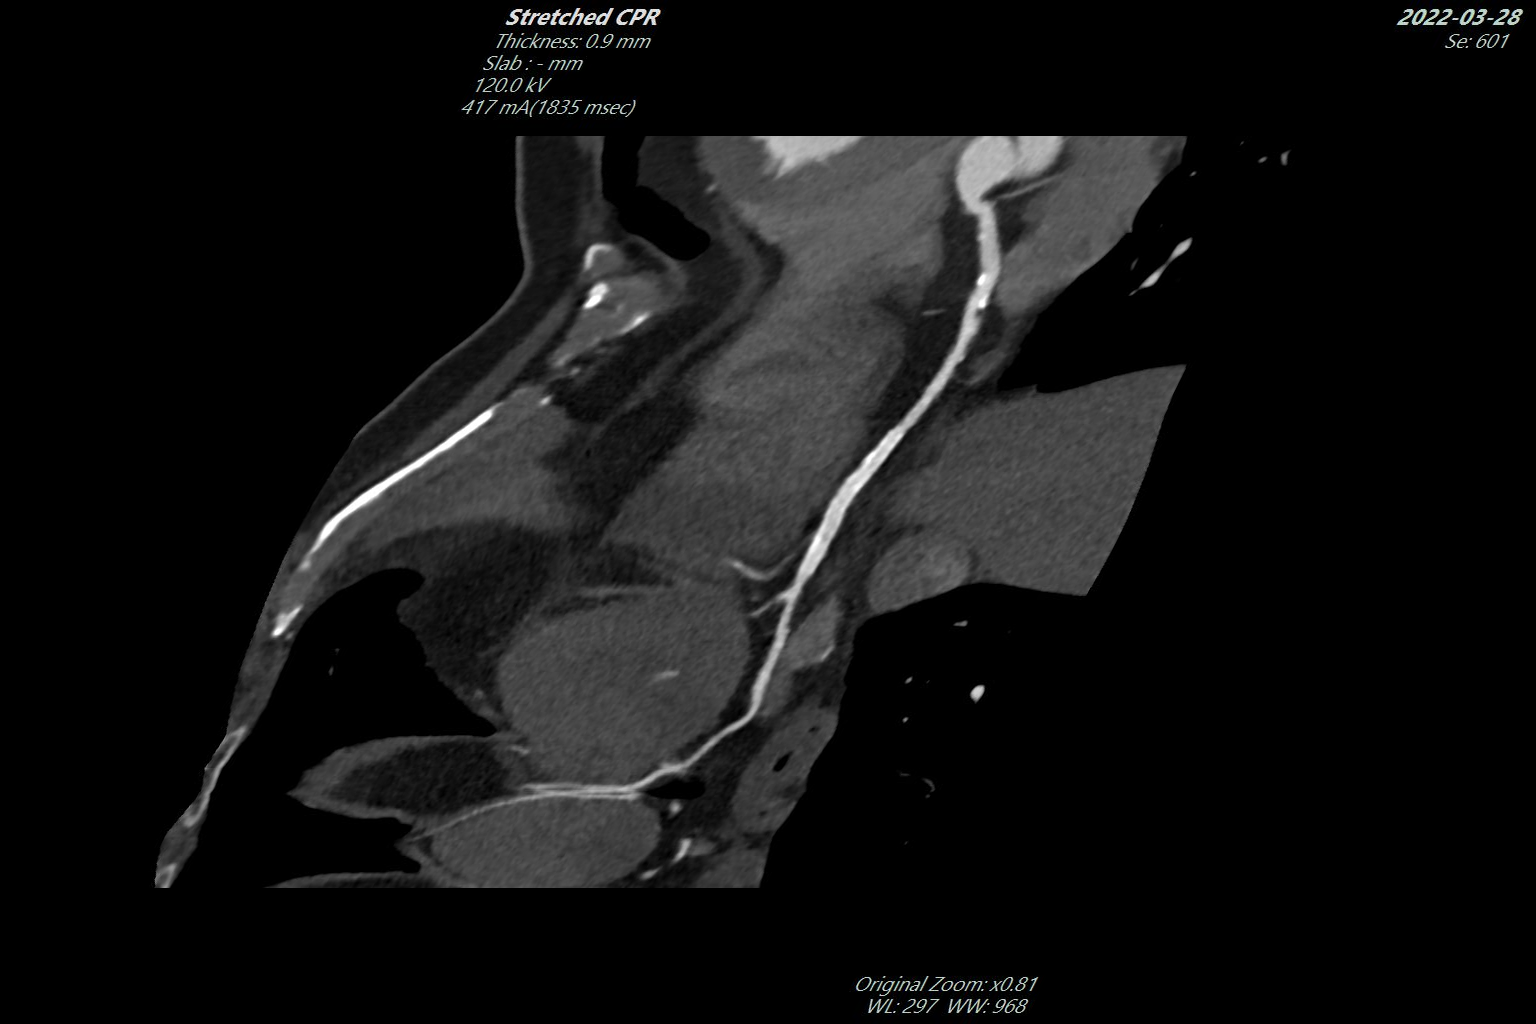 Stretched CPR
Thickness: 0.9 mm
Slab : - mm
120.0 kV
417 mA(1835 msec)
2022-03-28
Se: 601
Original Zoom: x0.81
WL: 297 WW: 968